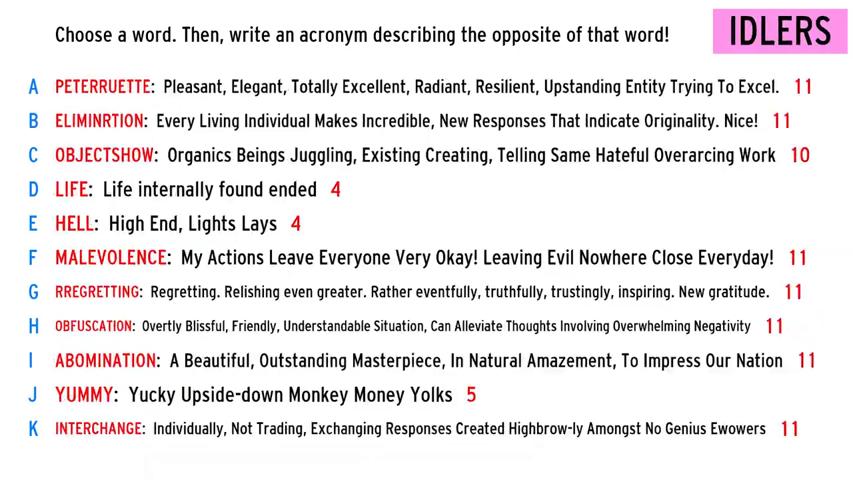 Choose a word. Then, write an acronym describing the opposite of that word!
IDLERS
A PETERRUETTE: Pleasant, Elegant, Totally Excellent, Radiant, Resilient, Upstanding Entity Trying To Excel. 11
B ELIMINRTION: Every Living Individual Makes Incredible, New Responses That Indicate Originality. Nice! 11
C OBJECTSHOW: Organics Beings Juggling, Existing Creating, Telling Same Hateful Overarcing Work 10
D LIFE: Life internally found ended 4
E HELL: High End, Lights Lays 4
F MALEVOLENCE: My Actions Leave Everyone Very Okay! Leaving Evil Nowhere Close Everyday! 11
G RREGRETTING: Regretting. Relishing even greater. Rather eventfully, truthfully, trustingly, inspiring. New gratitude. 11
H OBFUSCATION: Overtly Blissful, Friendly, Understandable Situation, Can Alleviate Thoughts Involving Overwhelming Negativity 11
I ABOMINATION: A Beautiful, Outstanding Masterpiece, In Natural Amazement, To Impress Our Nation 11
J YUMMY: Yucky Upside-down Monkey Money Yolks 5
K INTERCHANGE: Individually, Not Trading, Exchanging Responses Created Highbrow-ly Amongst No Genius Ewowers 11